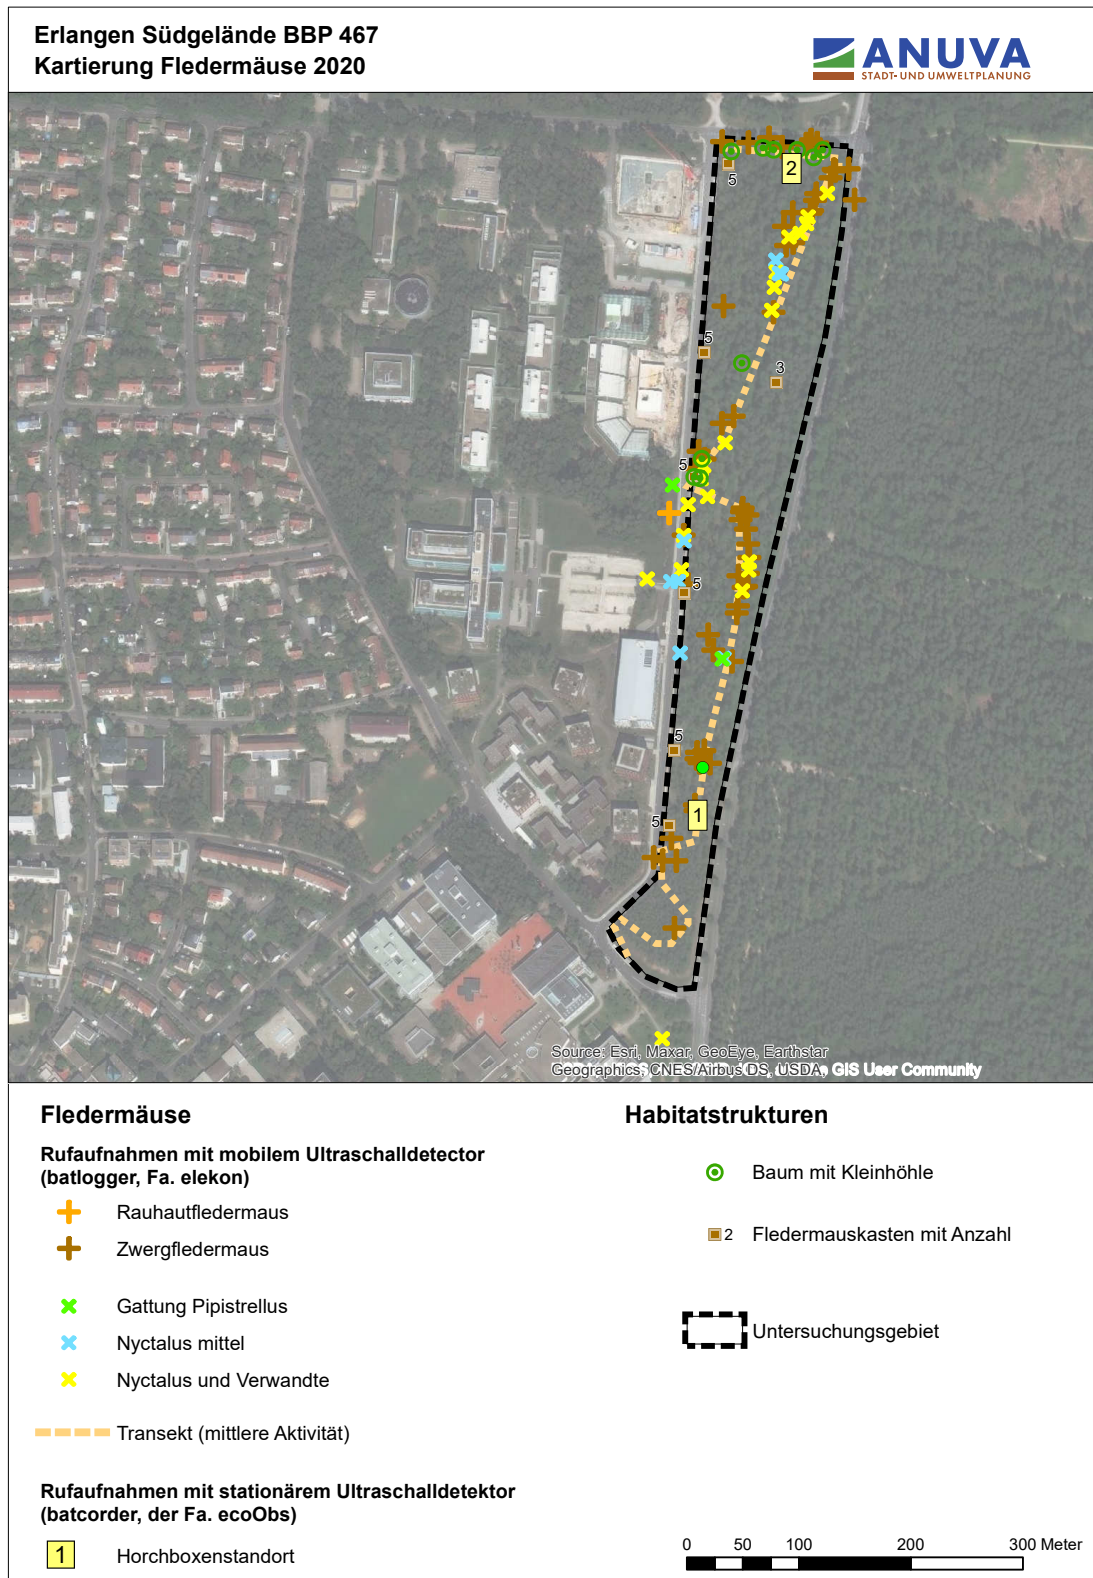 Erlangen Südgelände BBP 467
Kartierung Fledermäuse 2020
ANUVA
STADT- UND UMWELTPLANUNG
2
5
5
3
5
5
5
5
1
Source: Esri, Maxar, GeoEye, Earthstar
Geographics, CNES/Airbus DS, USDA, GIS User Community
Fledermäuse
Rufaufnahmen mit mobilem Ultraschalldetector
(batlogger, Fa. elekon)
Rauhautfledermaus
Zwergfledermaus
Gattung Pipistrellus
Nyctalus mittel
Nyctalus und Verwandte
Transekt (mittlere Aktivität)
Rufaufnahmen mit stationärem Ultraschalldetektor
(batcorder, der Fa. ecoObs)
1 Horchboxenstandort
Habitatstrukturen
Baum mit Kleinhöhle
2 Fledermauskasten mit Anzahl
Untersuchungsgebiet
0 50 100 200 300 Meter